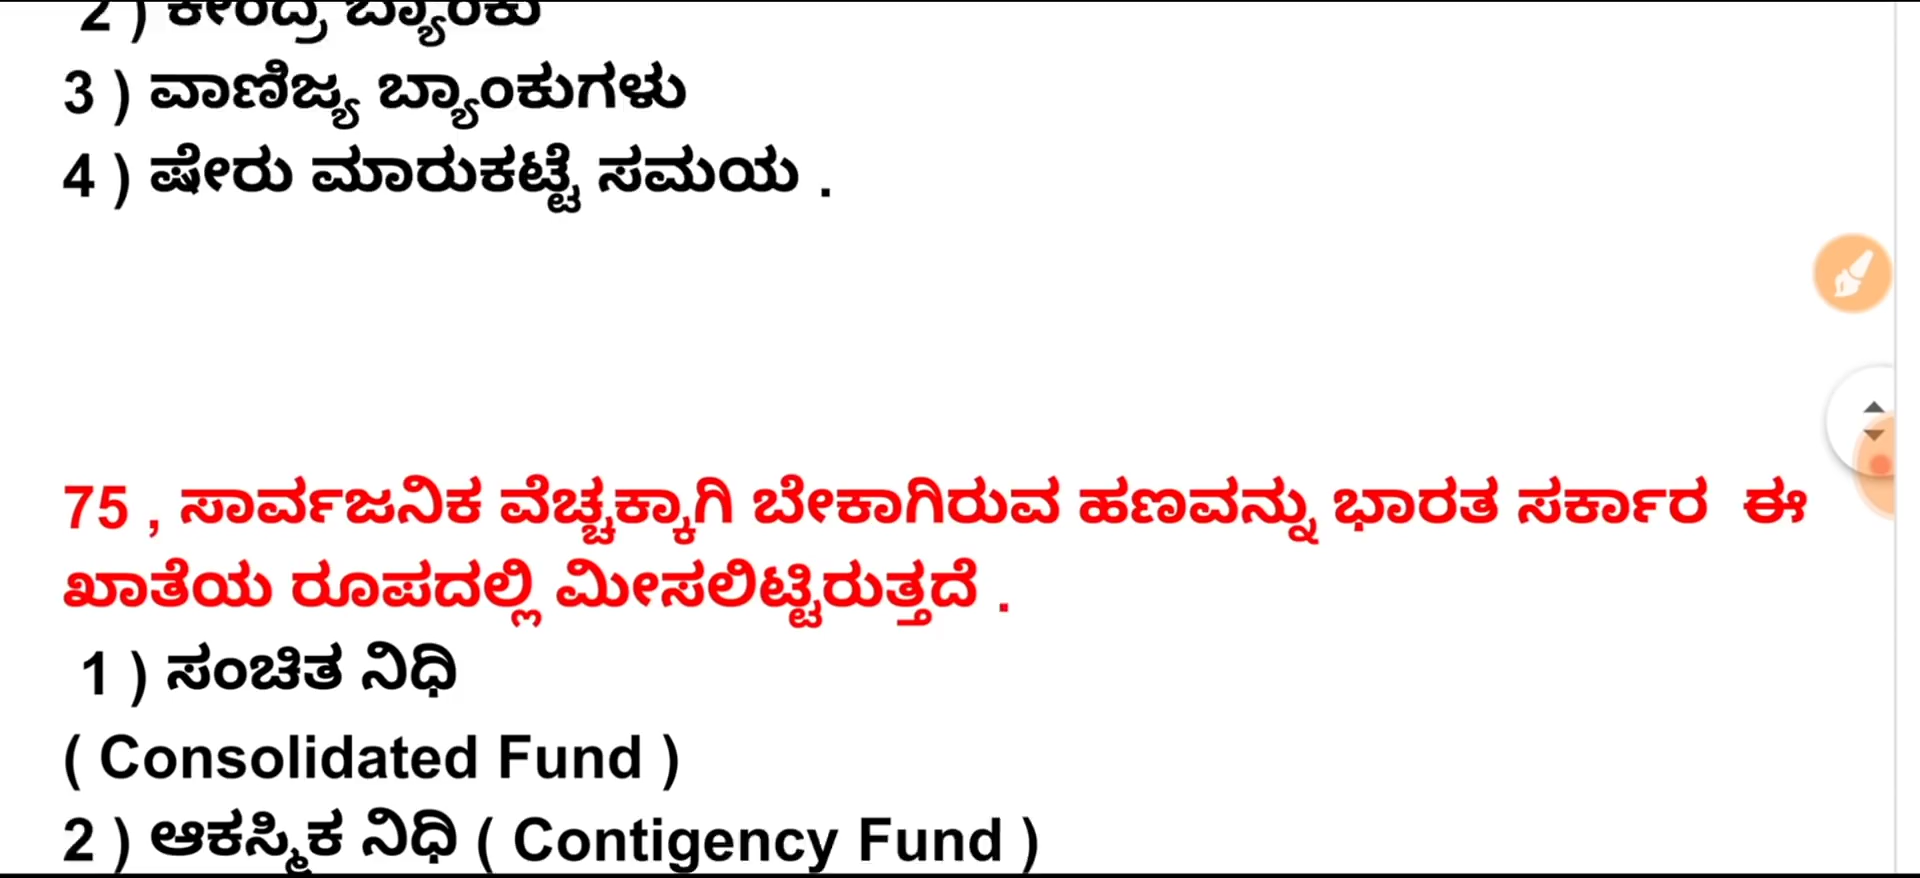 2 ) ಕೇಂದ್ರ ಬ್ಯಾಂಕು
3 ) ವಾಣಿಜ್ಯ ಬ್ಯಾಂಕುಗಳು
4 ) ಷೇರು ಮಾರುಕಟ್ಟೆ ಸಮಯ .
75 , ಸಾರ್ವಜನಿಕ ವೆಚ್ಚಕ್ಕಾಗಿ ಬೇಕಾಗಿರುವ ಹಣವನ್ನು ಭಾರತ ಸರ್ಕಾರ ಈ
ಖಾತೆಯ ರೂಪದಲ್ಲಿ ಮೀಸಲಿಟ್ಟಿರುತ್ತದೆ .
1 ) ಸಂಚಿತ ನಿಧಿ
( Consolidated Fund )
2 ) ಆಕಸ್ಮಿಕ ನಿಧಿ ( Contigency Fund )